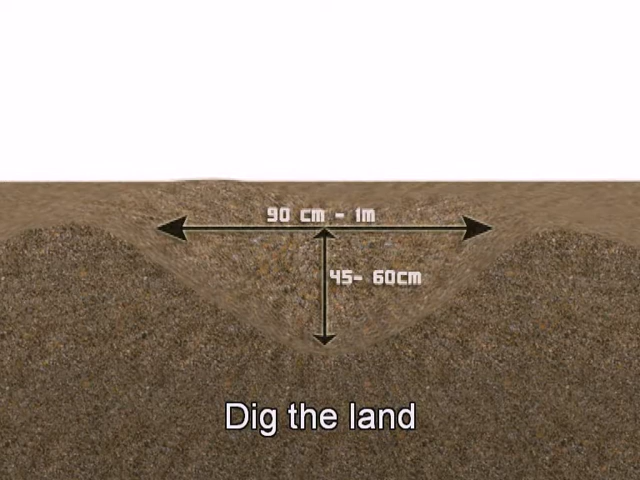 90 cm - 1m
45- 60cm
Dig the land